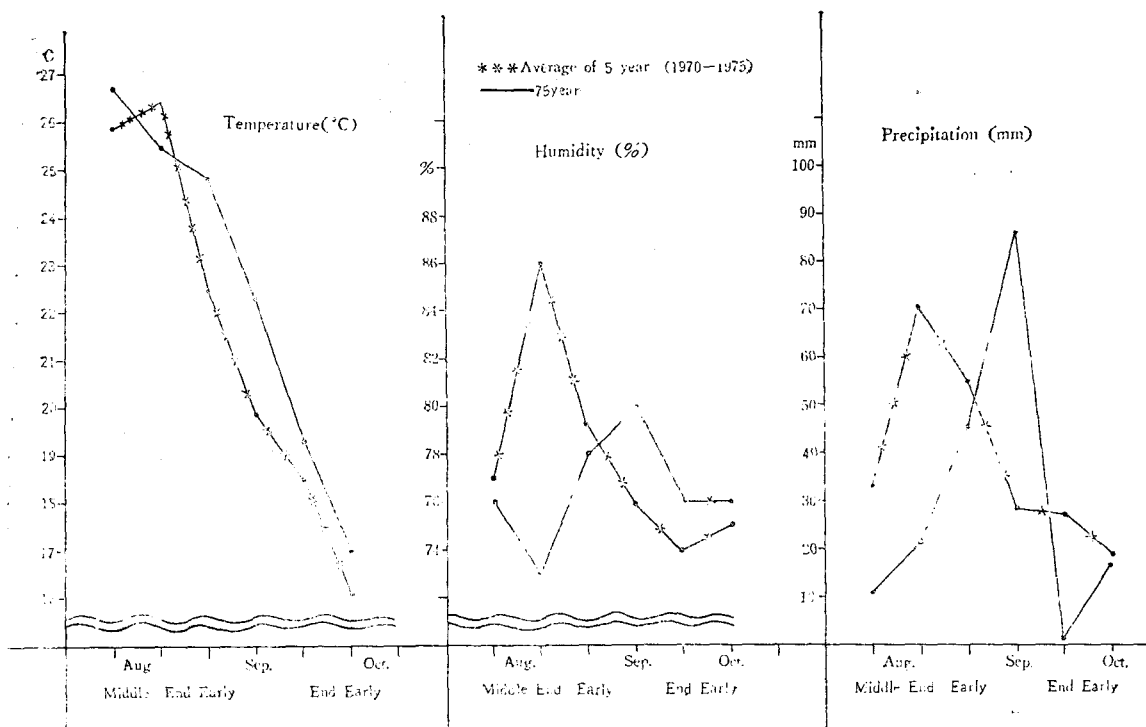 ***Average of 5 year (1970-1975)
75year
Temperature(°C)
Humidity (%)
Precipitation (mm)
°C
27
26
25
24
23
22
21
20
19
18
17
%
88
86
84
82
80
78
mm
100
90
80
70
60
50
40
30
20
10
Aug
Sep.
Oct.
Middle End Early End Early
Aug.
Sep.
Oct.
Middle End Early End Early
Aug.
Sep.
Oct.
Middle End Early End Early